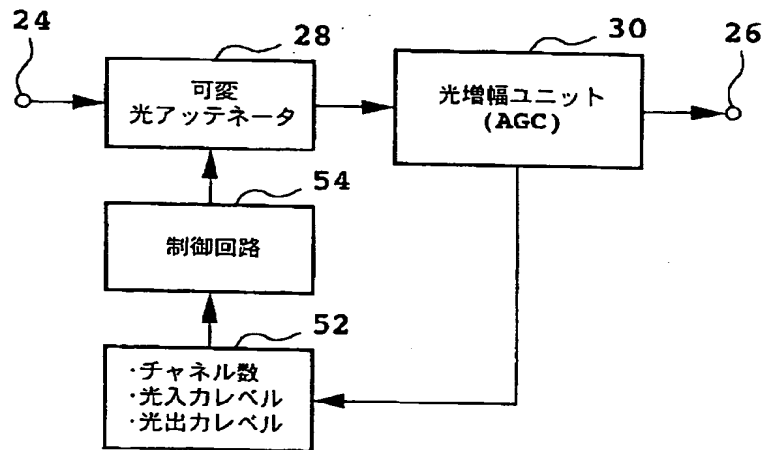 24
28
30
26
可変
光アッテネータ
光増幅ユニット
(AGC)
54
制御回路
52
・チャネル数
・光入力レベル
・光出力レベル